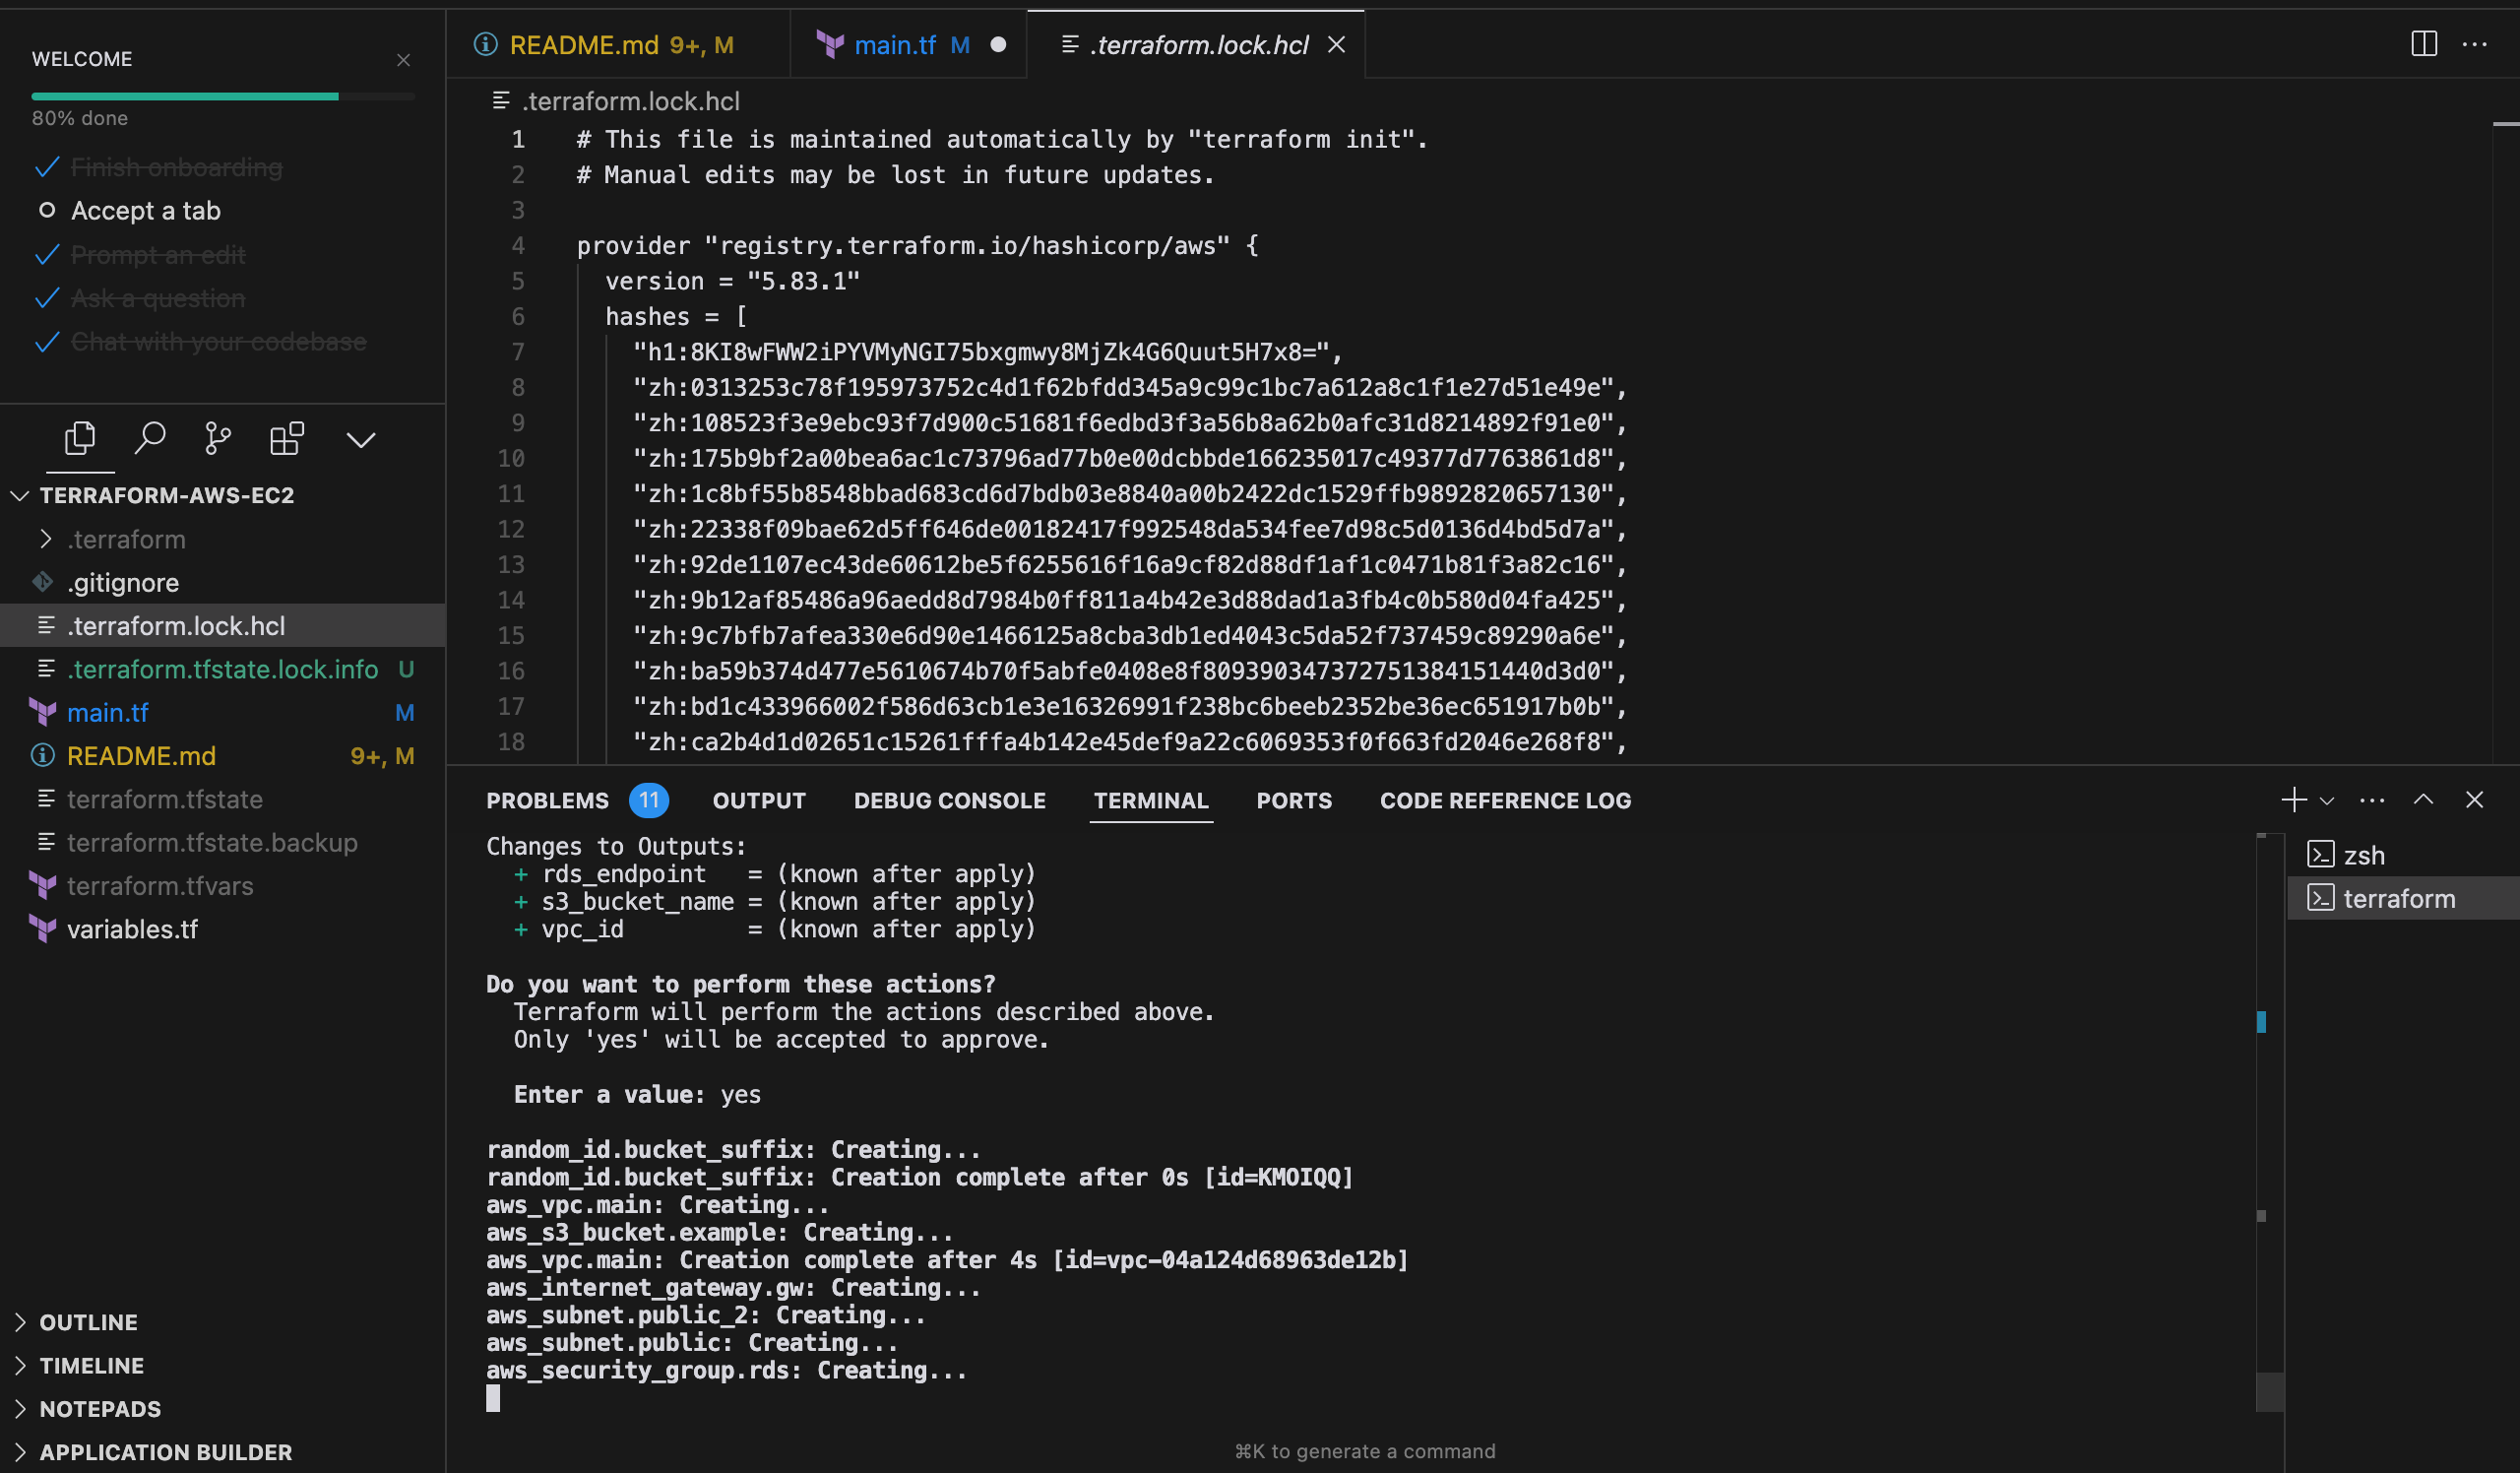 WELCOME
80% done
Finish onboarding
Accept a tab
Prompt an edit
Ask a question
Chat with your codebase
TERRAFORM-AWS-EC2
.terraform
.gitignore
.terraform.lock.hcl
.terraform.tfstate.lock.info U
main.tf M
README.md 9+, M
terraform.tfstate
terraform.tfstate.backup
terraform.tfvars
variables.tf
OUTLINE
TIMELINE
NOTEPADS
APPLICATION BUILDER
README.md 9+, M main.tf M .terraform.lock.hcl
.terraform.lock.hcl
1 # This file is maintained automatically by "terraform init".
2 # Manual edits may be lost in future updates.
3
4 provider "registry.terraform.io/hashicorp/aws" {
5 version = "5.83.1"
6 hashes = [
7 "h1:8KI8wFWW2iPYVMyNGI75bxgmwy8MjZk4G6Quut5H7x8=",
8 "zh:0313253c78f195973752c4d1f62bfdd345a9c99c1bc7a612a8c1f1e27d51e49e",
9 "zh:108523f3e9ebc93f7d900c51681f6edbd3f3a56b8a62b0afc31d8214892f91e0",
10 "zh:175b9bf2a00bea6ac1c73796ad77b0e00dcbbde166235017c49377d7763861d8",
11 "zh:1c8bf55b8548bbad683cd6d7bdb03e8840a00b2422dc1529ffb9892820657130",
12 "zh:22338f09bae62d5ff646de00182417f992548da534fee7d98c5d0136d4bd5d7a",
13 "zh:92de1107ec43de60612be5f6255616f16a9cf82d88df1af1c0471b81f3a82c16",
14 "zh:9b12af85486a96aedd8d7984b0ff811a4b42e3d88dad1a3fb4c0b580d04fa425",
15 "zh:9c7bfb7afea330e6d90e1466125a8cba3db1ed4043c5da52f737459c89290a6e",
16 "zh:ba59b374d477e5610674b70f5abfe0408e8f809390347372751384151440d3d0",
17 "zh:bd1c433966002f586d63cb1e3e16326991f238bc6beeb2352be36ec651917b0b",
18 "zh:ca2b4d1d02651c15261fffa4b142e45def9a22c6069353f0f663fd2046e268f8",
PROBLEMS 11 OUTPUT DEBUG CONSOLE TERMINAL PORTS CODE REFERENCE LOG
Changes to Outputs:
+ rds_endpoint = (known after apply)
+ s3_bucket_name = (known after apply)
+ vpc_id = (known after apply)
Do you want to perform these actions?
Terraform will perform the actions described above.
Only 'yes' will be accepted to approve.
Enter a value: yes
random_id.bucket_suffix: Creating...
random_id.bucket_suffix: Creation complete after 0s [id=KMOIQQ]
aws_vpc.main: Creating...
aws_s3_bucket.example: Creating...
aws_vpc.main: Creation complete after 4s [id=vpc-04a124d68963de12b]
aws_internet_gateway.gw: Creating...
aws_subnet.public_2: Creating...
aws_subnet.public: Creating...
aws_security_group.rds: Creating...
⌘K to generate a command
zsh
terraform